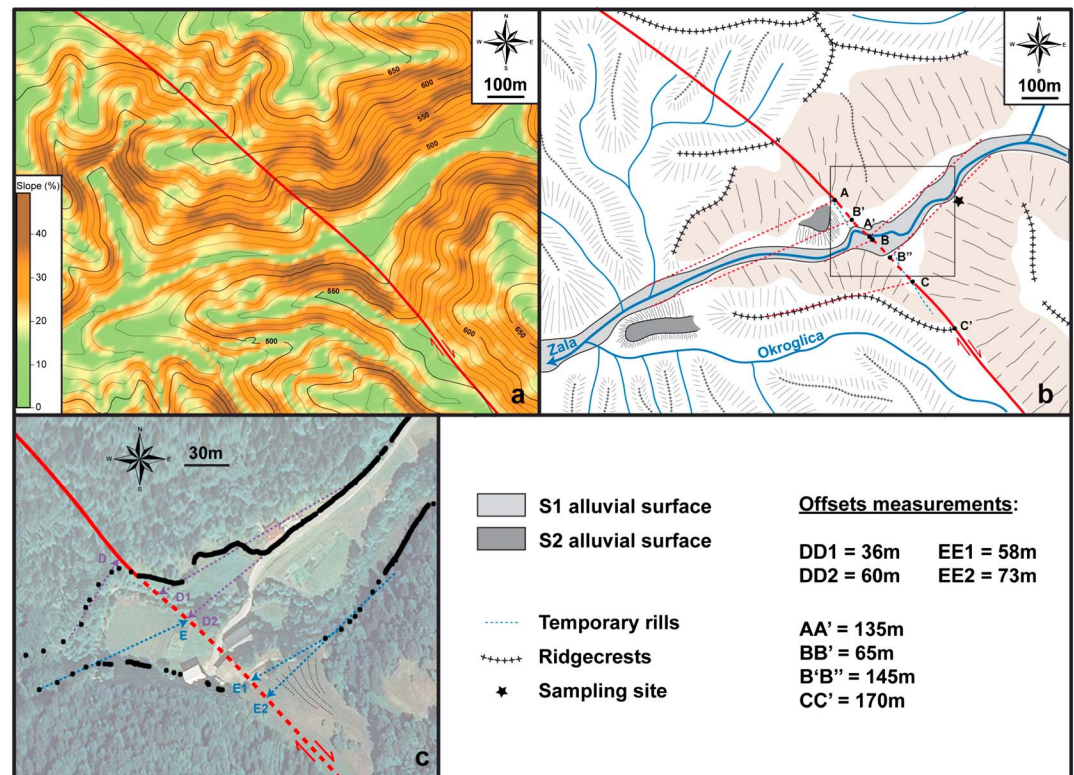 N
W E
S
100m
650
600
550
500
550
500
600
650
Slope (%)
40
30
20
10
0
a
N
W E
S
100m
A
B'
A'
B
B''
C
C'
Zala
Okroglica
b
N
W E
S
30m
D
D1
D2
E
E1
E2
c
S1 alluvial surface
S2 alluvial surface
Temporary rills
Ridgecrests
Sampling site
Offsets measurements:
DD1 = 36m EE1 = 58m
DD2 = 60m EE2 = 73m
AA' = 135m
BB' = 65m
B'B'' = 145m
CC' = 170m